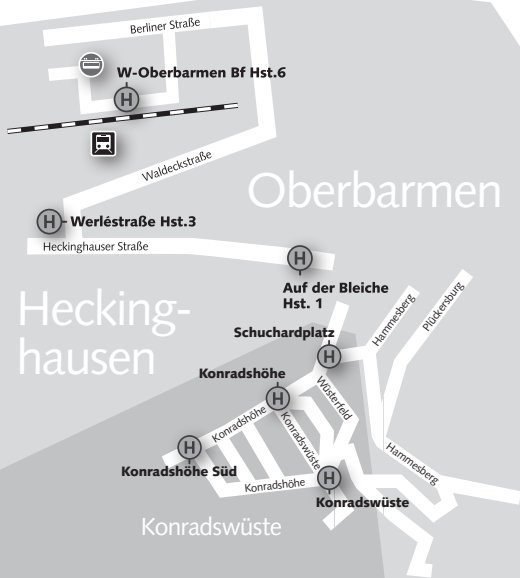 Berliner Straße
W-Oberbarmen Bf Hst.6
H
Waldeckstraße
Oberbarmen
H
Werléstraße Hst.3
Heckinghauser Straße
H
Auf der Bleiche
Hst. 1
Hecking-
hausen
Hammesberg
Plückersburg
Schuchardplatz
H
Konradshöhe
H
Wüsterfeld
Konradshöhe
Konradswüste
H
Konradshöhe Süd
Hammesberg
Konradshöhe
H
Konradswüste
Konradswüste